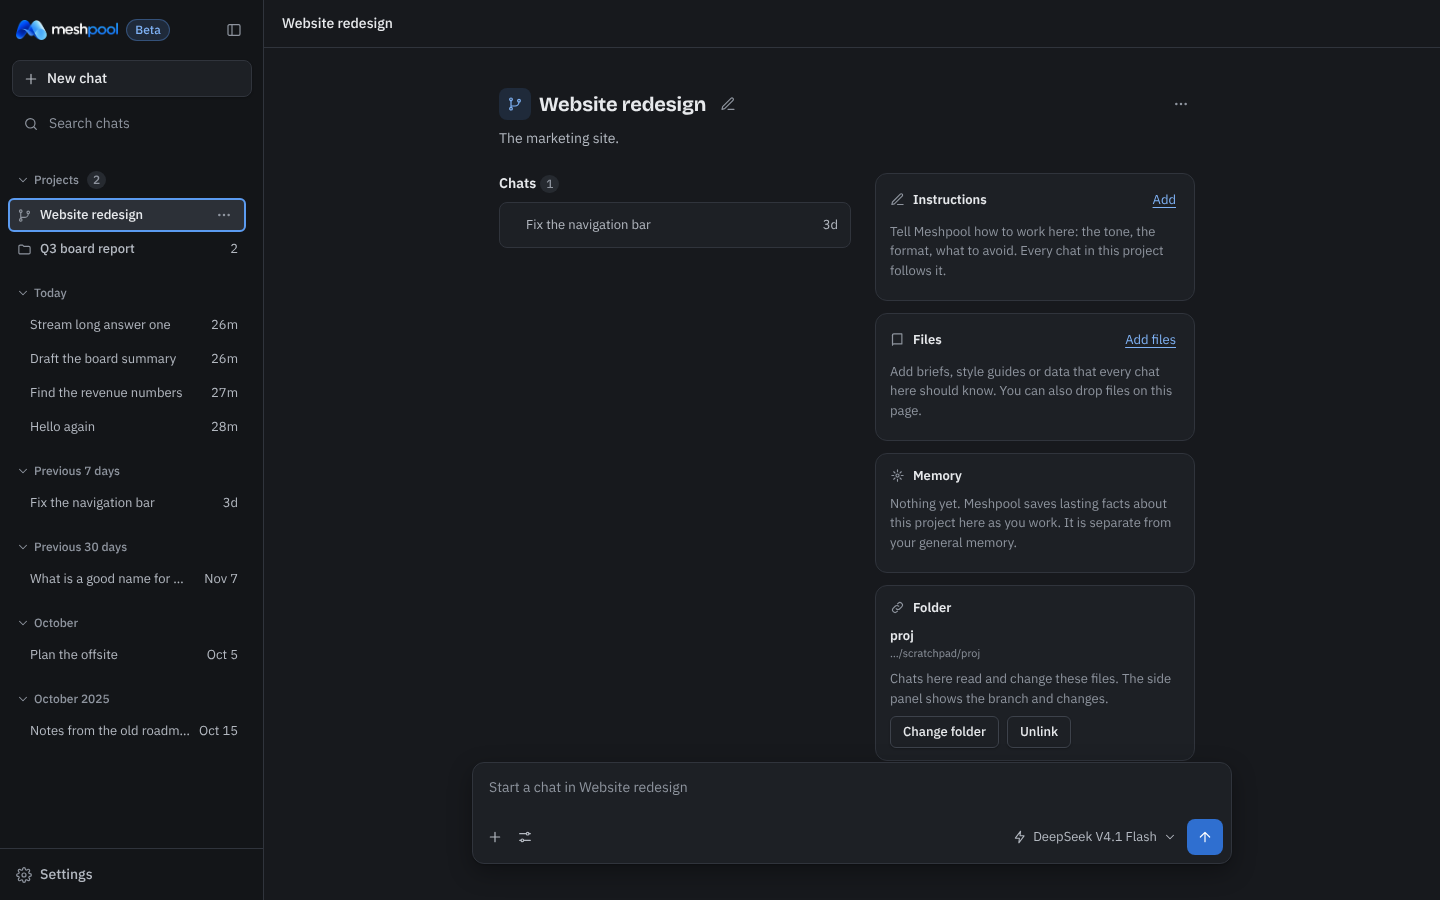 meshpool Beta
New chat
Search chats
Projects 2
Website redesign
Q3 board report 2
Today
Stream long answer one 26m
Draft the board summary 26m
Find the revenue numbers 27m
Hello again 28m
Previous 7 days
Fix the navigation bar 3d
Previous 30 days
What is a good name for ... Nov 7
October
Plan the offsite Oct 5
October 2025
Notes from the old roadm... Oct 15
Settings
Website redesign
Website redesign
The marketing site.
Chats 1
Fix the navigation bar 3d
Instructions Add
Tell Meshpool how to work here: the tone, the
format, what to avoid. Every chat in this project
follows it.
Files Add files
Add briefs, style guides or data that every chat
here should know. You can also drop files on this
page.
Memory
Nothing yet. Meshpool saves lasting facts about
this project here as you work. It is separate from
your general memory.
Folder
proj
.../scratchpad/proj
Chats here read and change these files. The side
panel shows the branch and changes.
Change folder Unlink
Start a chat in Website redesign
DeepSeek V4.1 Flash